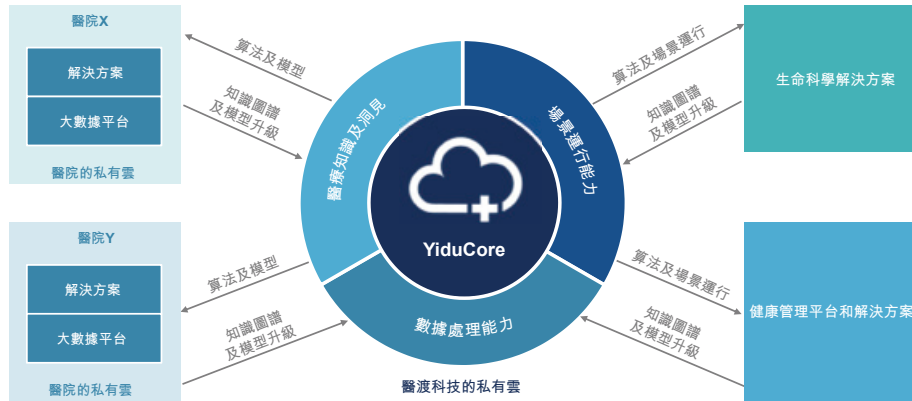 醫院X
解決方案
大數據平台
醫院的私有雲
算法及模型
知識圖譜
及模型升級
醫院Y
解決方案
大數據平台
醫院的私有雲
算法及模型
知識圖譜
及模型升級
醫療知識及洞見
場景運行能力
數據處理能力
YiduCore
醫渡科技的私有雲
算法及場景運行
知識圖譜
及模型升級
生命科學解決方案
算法及場景運行
知識圖譜
及模型升級
健康管理平台和解決方案